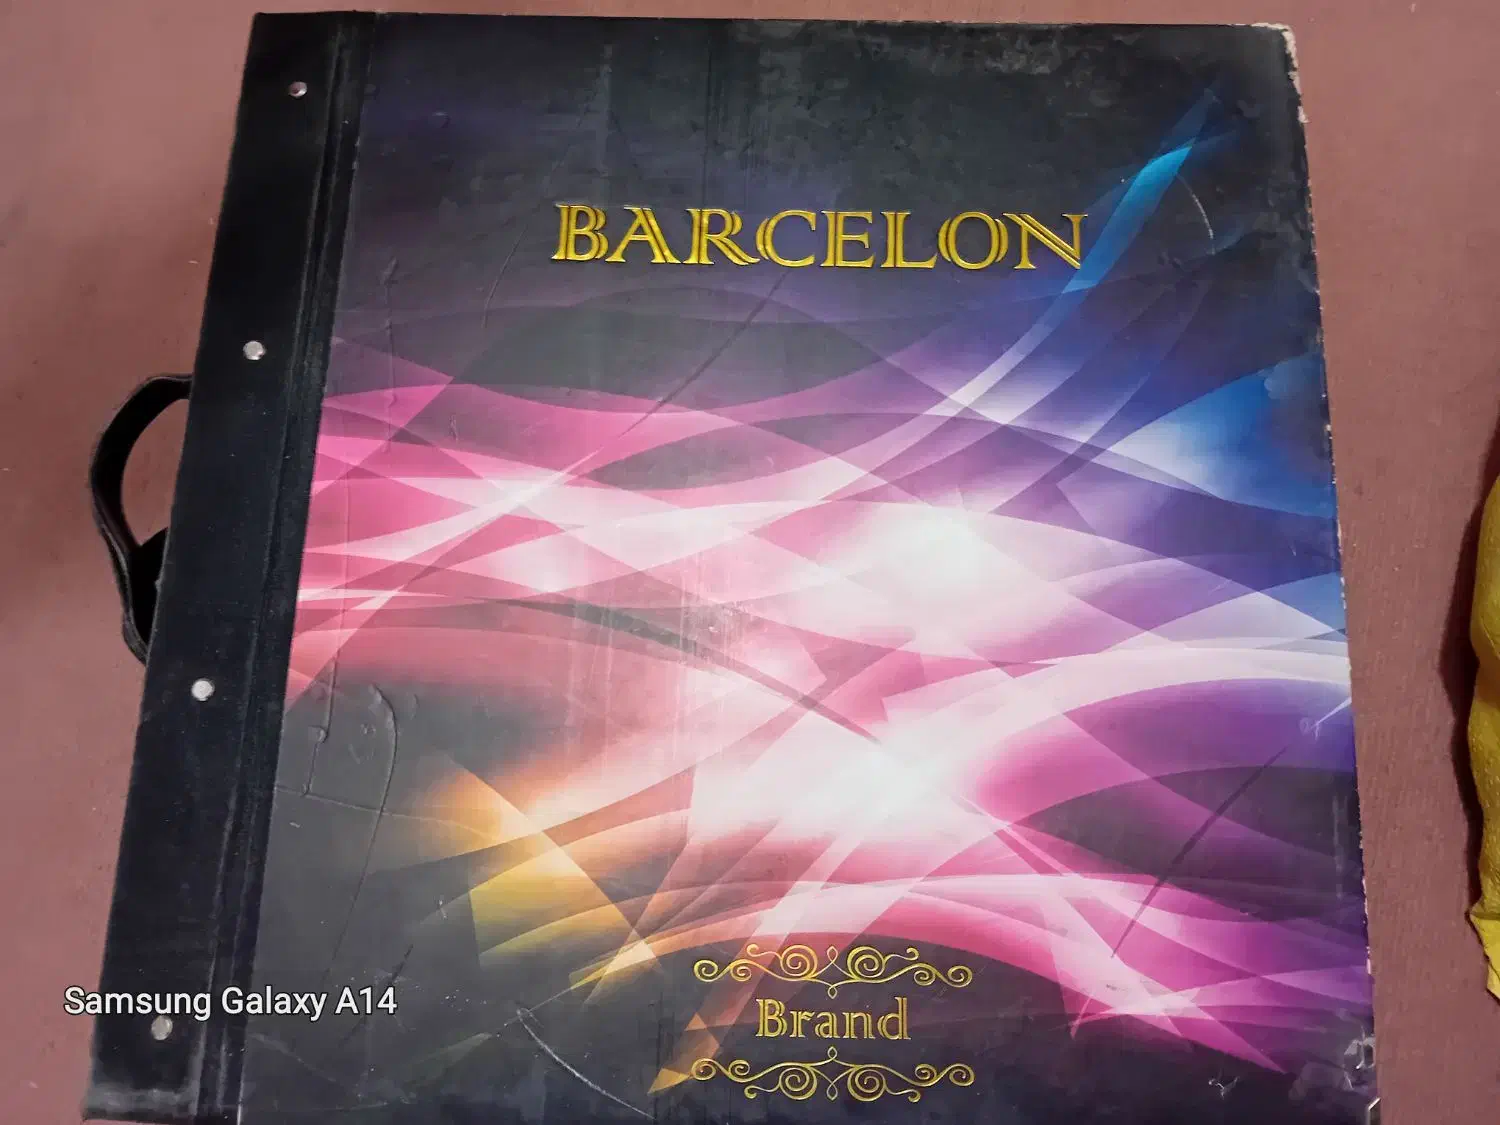 BARCELON
Brand
Samsung Galaxy A14